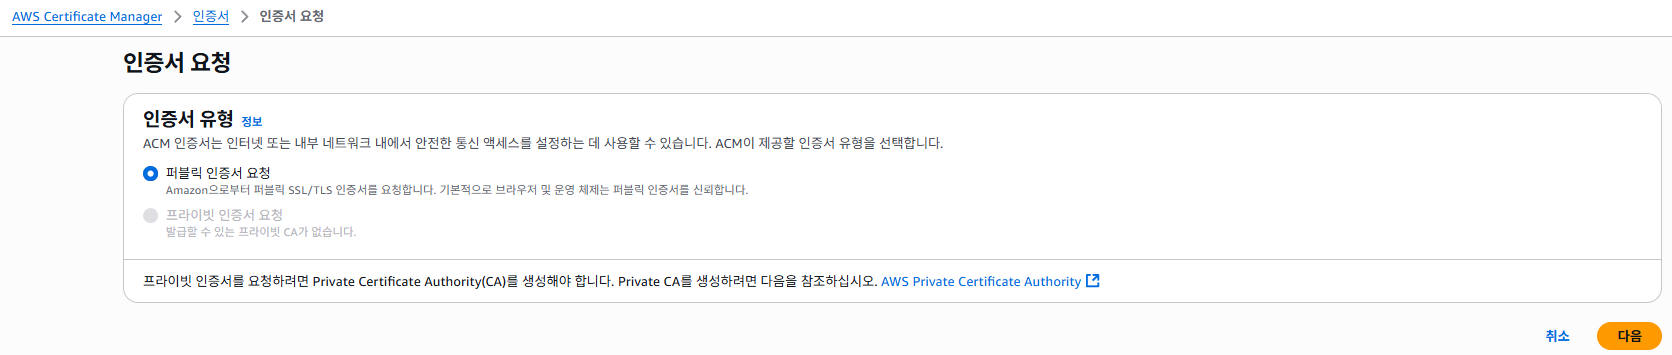 AWS Certificate Manager > 인증서 > 인증서 요청
인증서 요청
인증서 유형 정보
ACM 인증서는 인터넷 또는 내부 네트워크 내에서 안전한 통신 액세스를 설정하는 데 사용할 수 있습니다. ACM이 제공할 인증서 유형을 선택합니다.
퍼블릭 인증서 요청
Amazon으로부터 퍼블릭 SSL/TLS 인증서를 요청합니다. 기본적으로 브라우저 및 운영 체제는 퍼블릭 인증서를 신뢰합니다.
프라이빗 인증서 요청
발급할 수 있는 프라이빗 CA가 없습니다.
프라이빗 인증서를 요청하려면 Private Certificate Authority(CA)를 생성해야 합니다. Private CA를 생성하려면 다음을 참조하십시오. AWS Private Certificate Authority
취소 다음